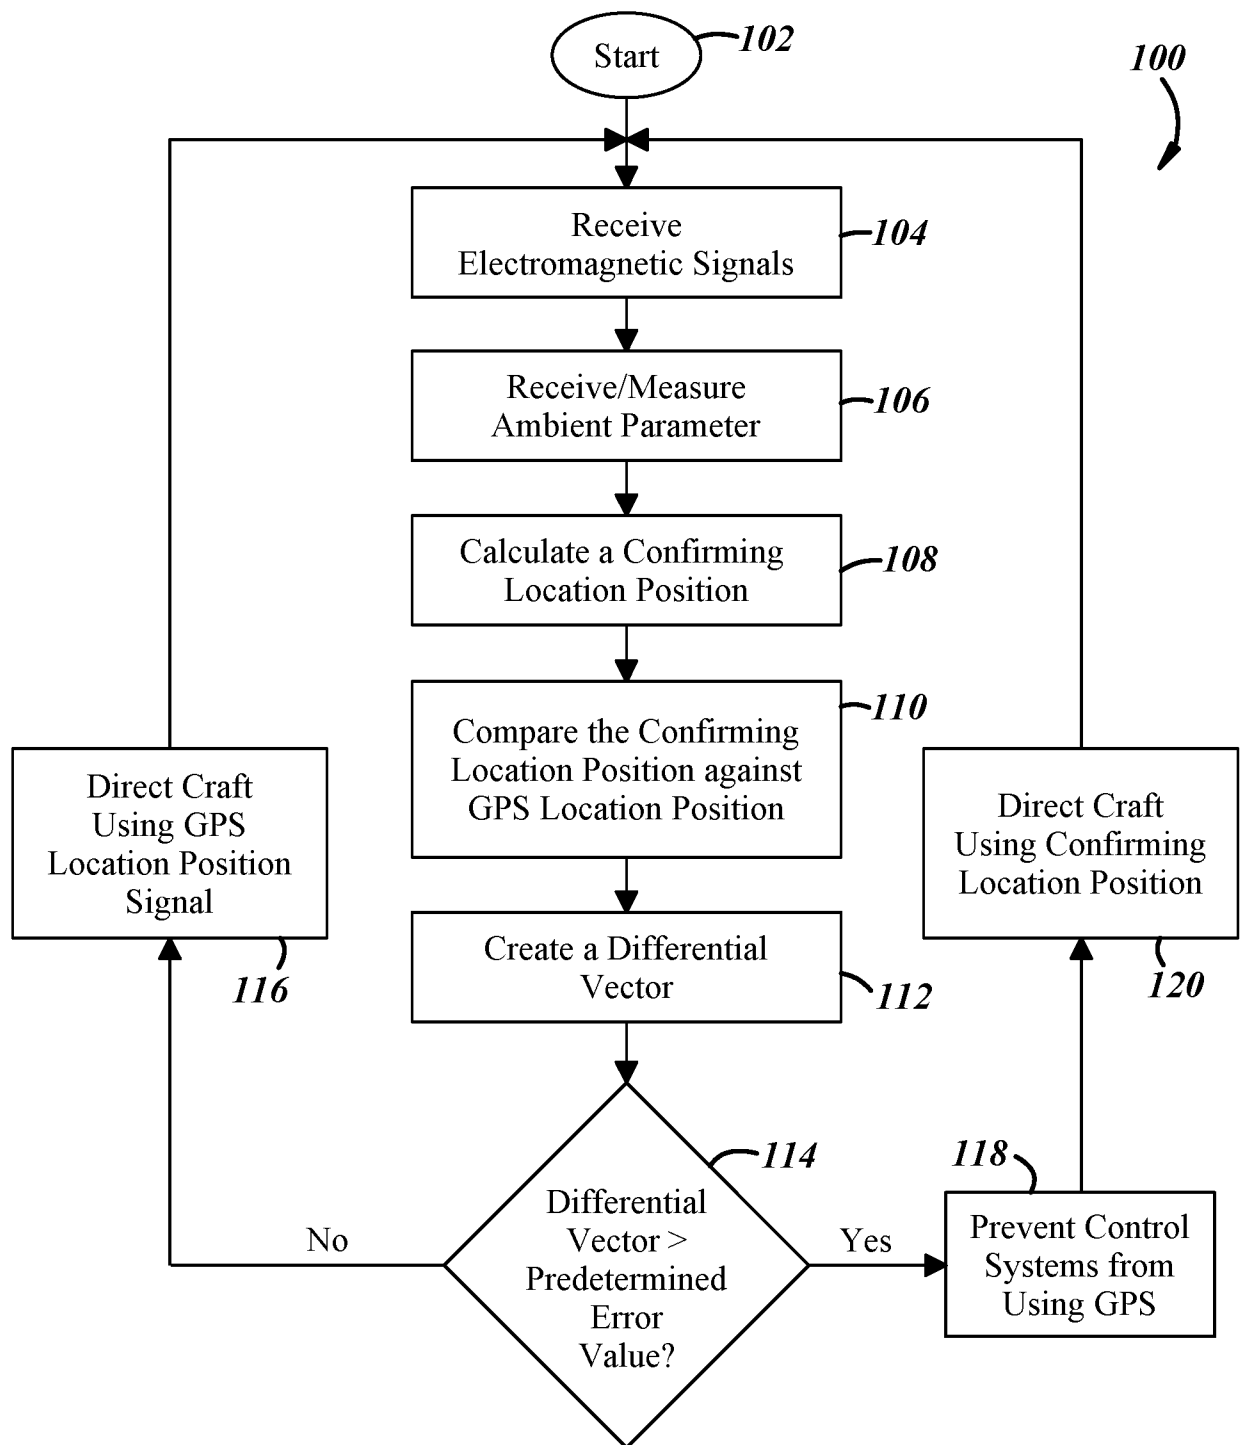 Start
102
100
Receive
Electromagnetic Signals
104
Receive/Measure
Ambient Parameter
106
Calculate a Confirming
Location Position
108
Compare the Confirming
Location Position against
GPS Location Position
110
Direct Craft
Using GPS
Location Position
Signal
116
Direct Craft
Using Confirming
Location Position
120
Create a Differential
Vector
112
Differential
Vector >
Predetermined
Error
Value?
114
No
Yes
118
Prevent Control
Systems from
Using GPS